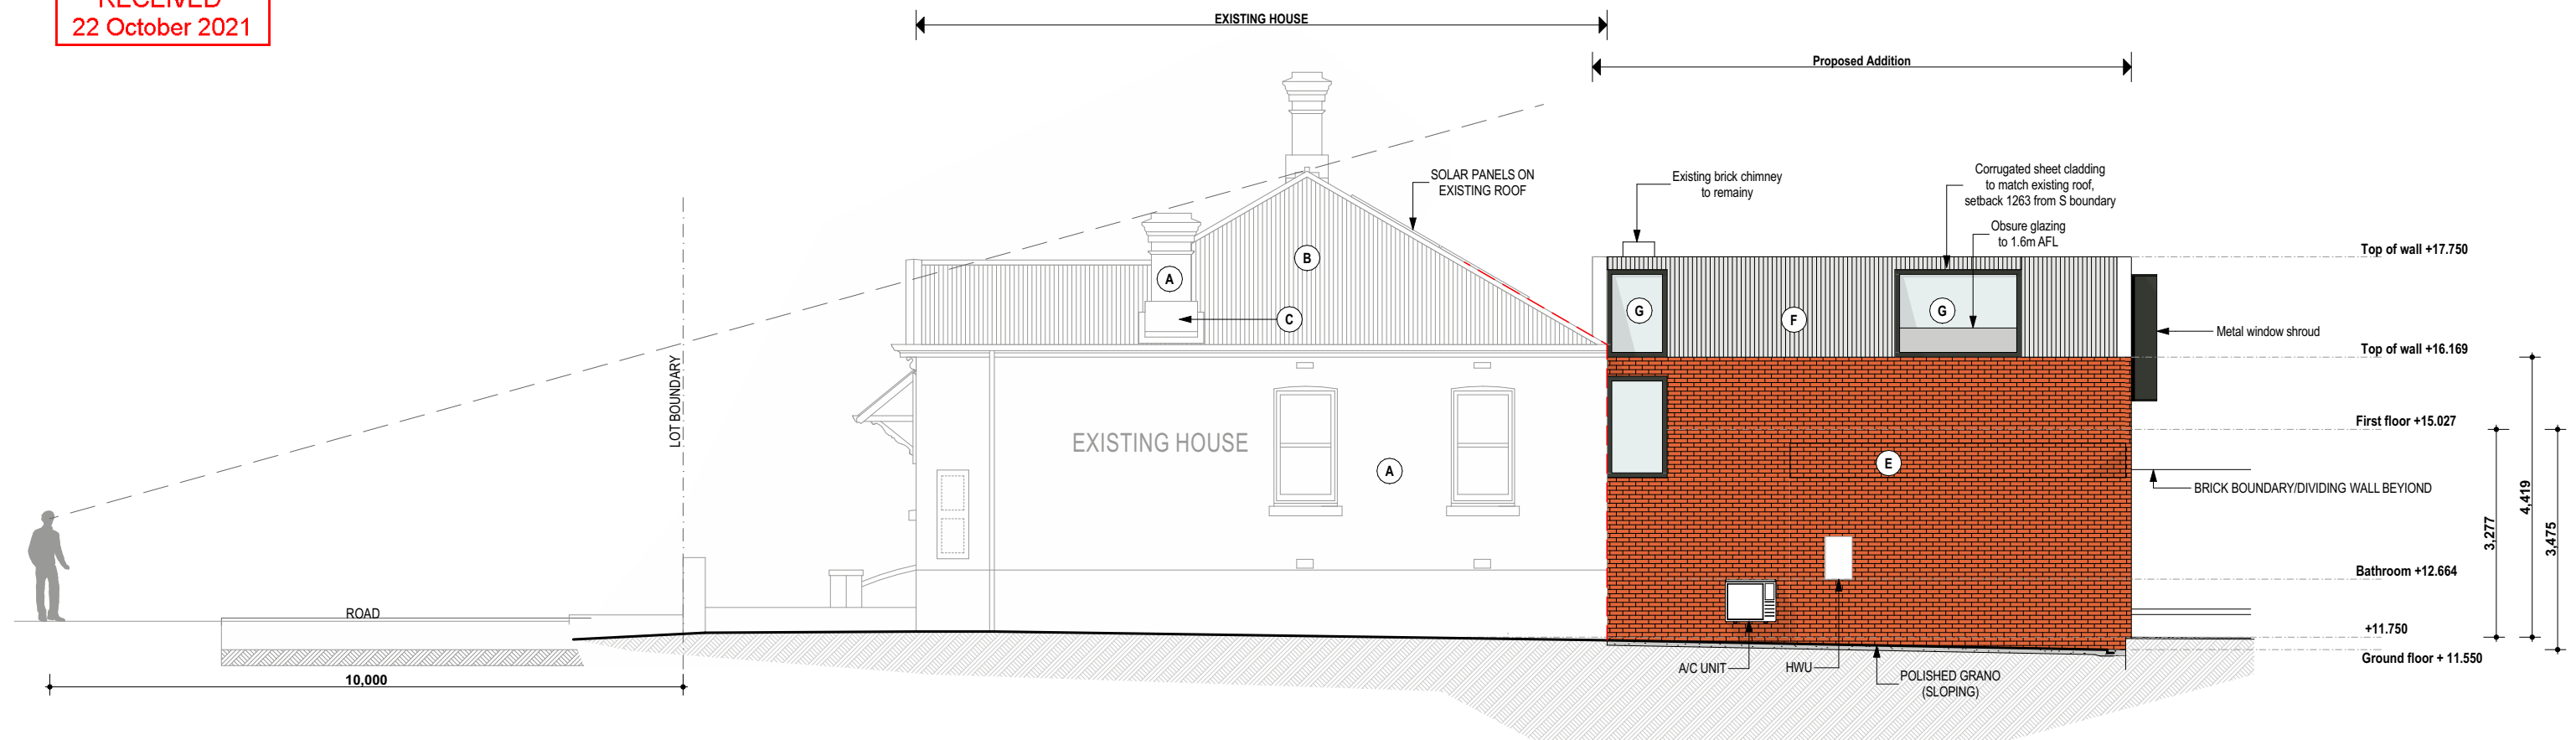 RECEIVED
22 October 2021
EXISTING HOUSE
Proposed Addition
SOLAR PANELS ON
EXISTING ROOF
Existing brick chimney
to remainy
Corrugated sheet cladding
to match existing roof,
setback 1263 from S boundary
Obsure glazing
to 1.6m AFL
Top of wall +17.750
A
B
C
G
F
G
Metal window shroud
Top of wall +16.169
LOT BOUNDARY
EXISTING HOUSE
A
E
First floor +15.027
BRICK BOUNDARY/DIVIDING WALL BEYIOND
3,277
4,419
3,475
Bathroom +12.664
ROAD
+11.750
Ground floor + 11.550
A/C UNIT
HWU
POLISHED GRANO
(SLOPING)
10,000